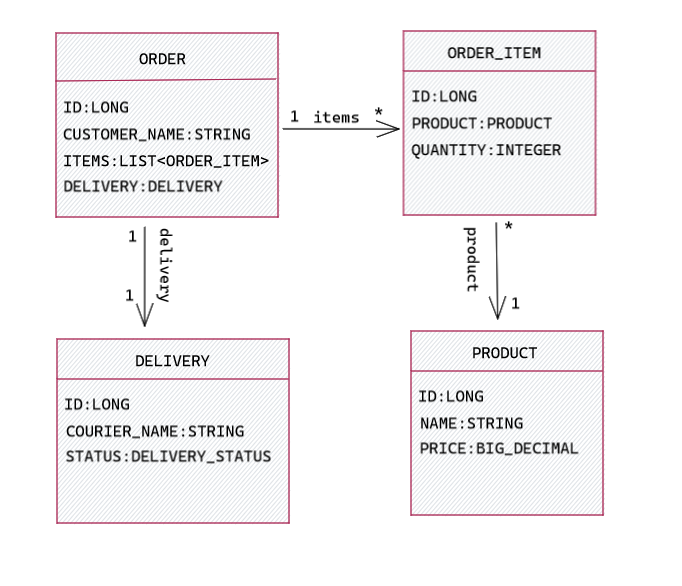 ORDER
ID:LONG
CUSTOMER_NAME:STRING
ITEMS:LIST<ORDER_ITEM>
DELIVERY:DELIVERY
1 items *
ORDER_ITEM
ID:LONG
PRODUCT:PRODUCT
QUANTITY:INTEGER
1
delivery
1
*
product
1
DELIVERY
ID:LONG
COURIER_NAME:STRING
STATUS:DELIVERY_STATUS
PRODUCT
ID:LONG
NAME:STRING
PRICE:BIG_DECIMAL